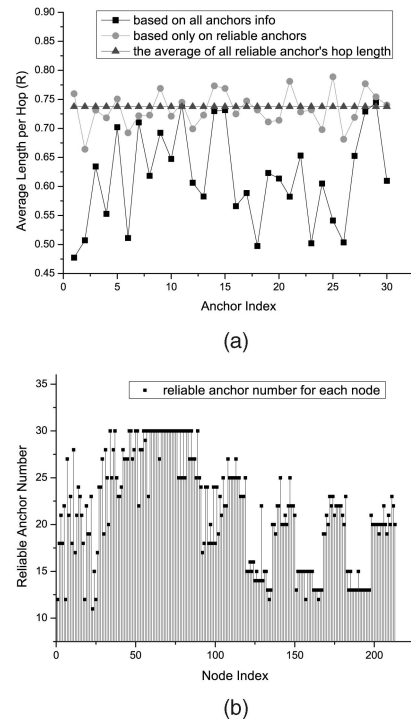 0.90
0.85
0.80
0.75
0.70
0.65
0.60
0.55
0.50
0.45
Average Length per Hop (R)
based on all anchors info
based only on reliable anchors
the average of all reliable anchor's hop length
0 5 10 15 20 25 30
Anchor Index
(a)
35
30
25
20
15
10
Reliable Anchor Number
reliable anchor number for each node
0 50 100 150 200
Node Index
(b)